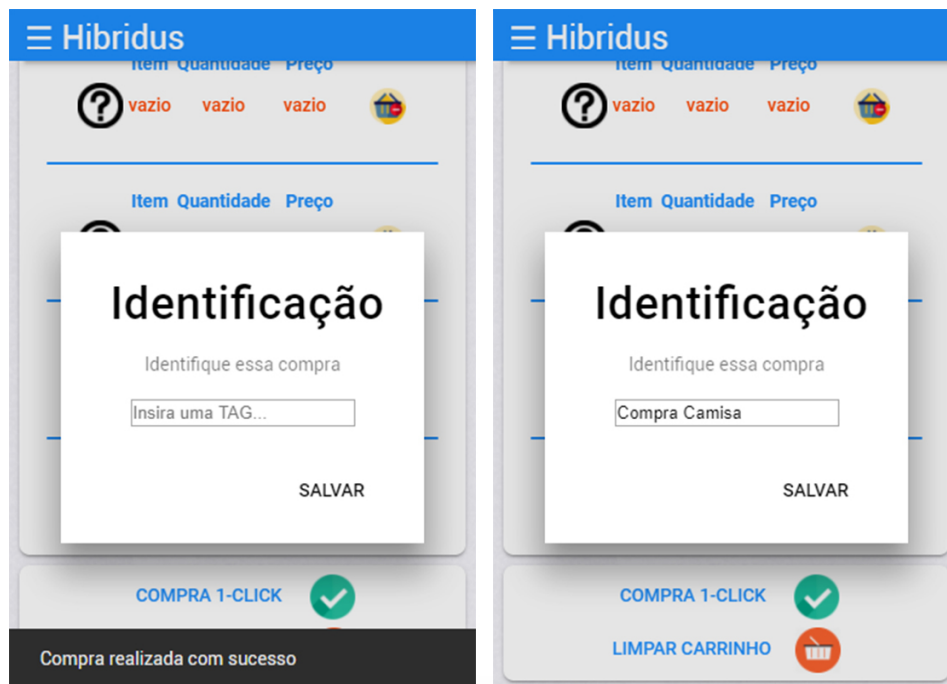 ☰ Hibridus
Item Quantidade Preço
vazio vazio vazio
Item Quantidade Preço
Identificação
Identifique essa compra
Insira uma TAG...
SALVAR
COMPRA 1-CLICK
Compra realizada com sucesso
☰ Hibridus
Item Quantidade Preço
vazio vazio vazio
Item Quantidade Preço
Identificação
Identifique essa compra
Compra Camisa
SALVAR
COMPRA 1-CLICK
LIMPAR CARRINHO